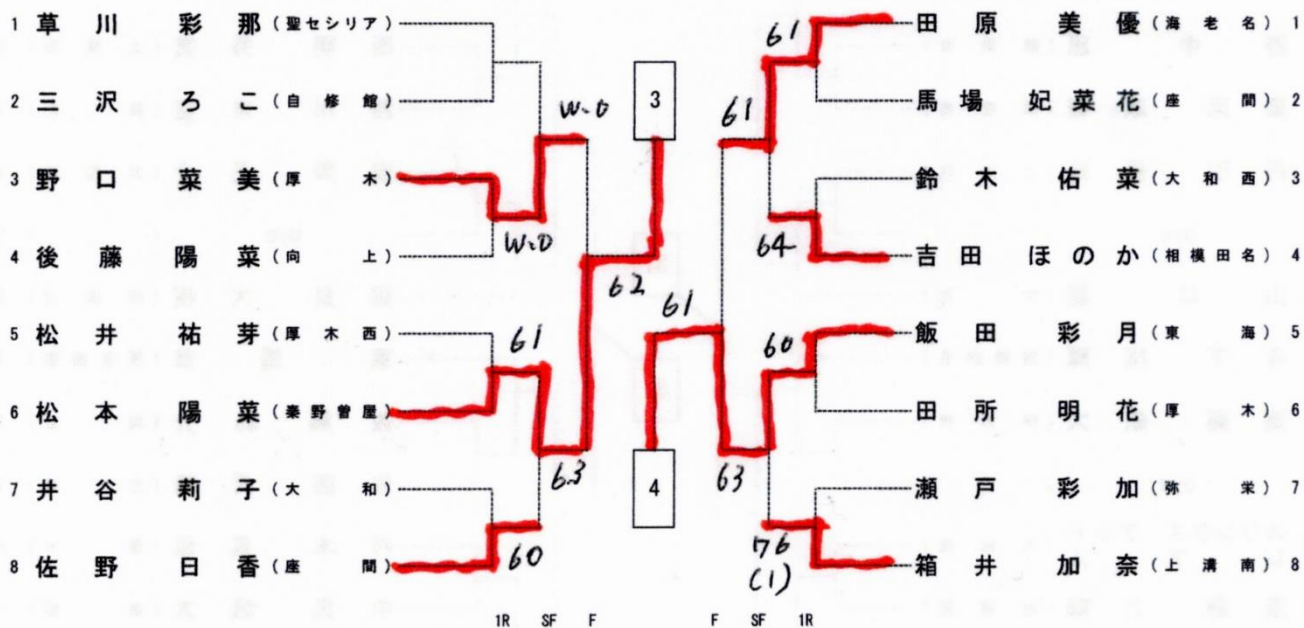 1 草川 彩那 (聖セシリア)
2 三沢 ろこ (自修館)
3 野口 菜美 (厚木)
4 後藤 陽菜 (向上)
5 松井 祐芽 (厚木西)
6 松本 陽菜 (秦野曽屋)
7 井谷 莉子 (大和)
8 佐野 日香 (座間)
W.O
W.O
61
63
60
62
3
61
4
1R SF F
田原 美優 (海老名) 1
馬場 妃菜花 (座間) 2
鈴木 佑菜 (大和西) 3
吉田 ほのか (相模田名) 4
飯田 彩月 (東海) 5
田所 明花 (厚木) 6
瀬戸 彩加 (弥栄) 7
箱井 加奈 (上溝南) 8
61
61
64
60
63
76
(1)
F SF 1R